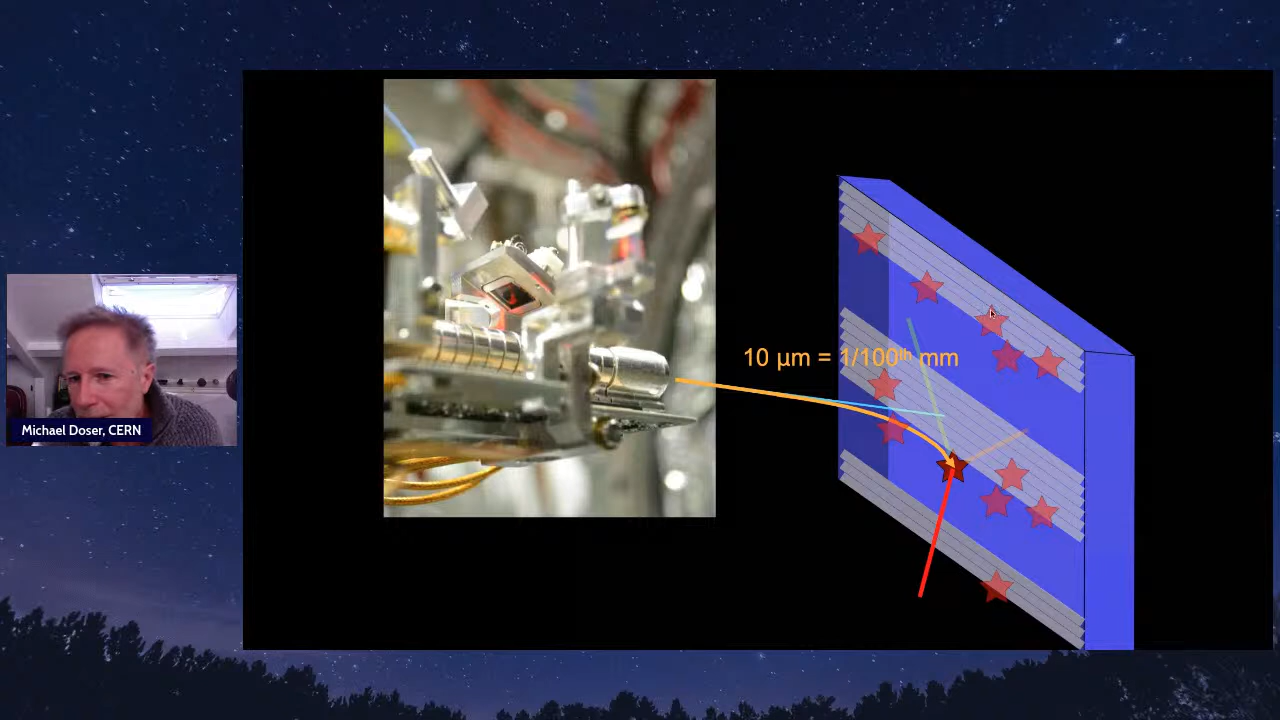 10 μm = 1/100ᵗʰ mm
Michael Doser, CERN